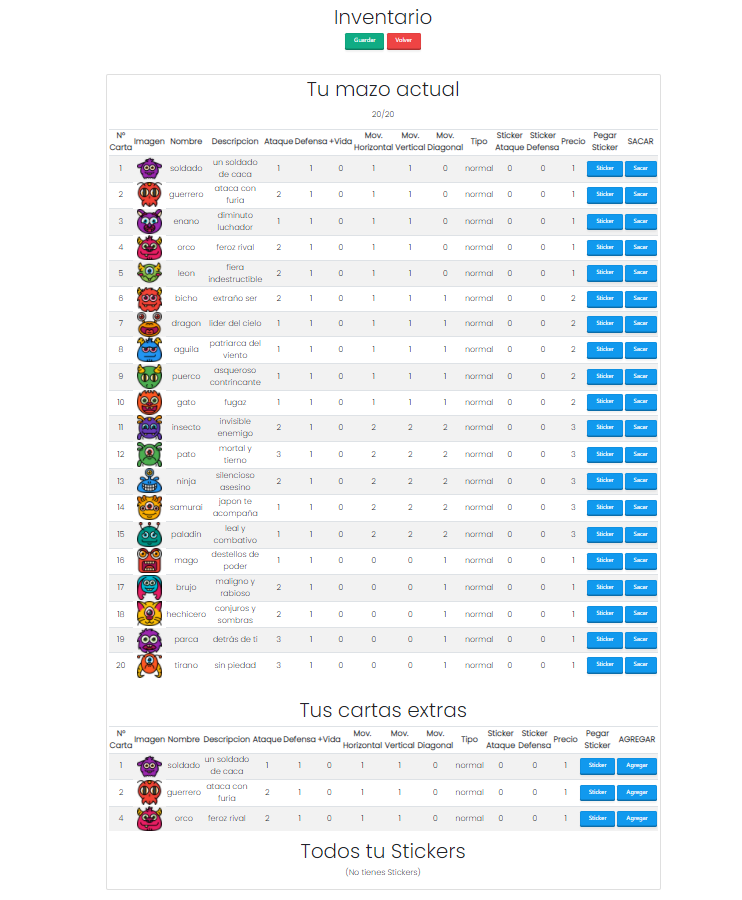 Inventario
Guardar Volver
Tu mazo actual
20/20
Nº Carta Imagen Nombre Descripcion Ataque Defensa +Vida Mov. Horizontal Mov. Vertical Mov. Diagonal Tipo Sticker Ataque Sticker Defensa Precio Pegar Sticker SACAR
1 soldado un soldado de caca 1 1 0 1 1 0 normal 0 0 1 Sticker Sacar
2 guerrero ataca con furia 2 1 0 1 1 0 normal 0 0 1 Sticker Sacar
3 enano diminuto luchador 1 1 0 1 1 0 normal 0 0 1 Sticker Sacar
4 orco feroz rival 2 1 0 1 1 0 normal 0 0 1 Sticker Sacar
5 leon fiera indestructible 2 1 0 1 1 0 normal 0 0 1 Sticker Sacar
6 bicho extraño ser 2 1 0 1 1 1 normal 0 0 2 Sticker Sacar
7 dragon lider del cielo 1 1 0 1 1 1 normal 0 0 2 Sticker Sacar
8 aguila patriarca del viento 1 1 0 1 1 1 normal 0 0 2 Sticker Sacar
9 puerco asqueroso contrincante 1 1 0 1 1 1 normal 0 0 2 Sticker Sacar
10 gato fugaz 1 1 0 1 1 1 normal 0 0 2 Sticker Sacar
11 insecto invisible enemigo 2 1 0 2 2 2 normal 0 0 3 Sticker Sacar
12 pato mortal y tierno 3 1 0 2 2 2 normal 0 0 3 Sticker Sacar
13 ninja silencioso asesino 2 1 0 2 2 2 normal 0 0 3 Sticker Sacar
14 samurai japon te acompaña 1 1 0 2 2 2 normal 0 0 3 Sticker Sacar
15 paladin leal y combativo 1 1 0 2 2 2 normal 0 0 3 Sticker Sacar
16 mago destellos de poder 1 1 0 0 0 1 normal 0 0 1 Sticker Sacar
17 brujo maligno y rabioso 2 1 0 0 0 1 normal 0 0 1 Sticker Sacar
18 hechicero conjuros y sombras 2 1 0 0 0 1 normal 0 0 1 Sticker Sacar
19 parca detrás de ti 3 1 0 0 0 1 normal 0 0 1 Sticker Sacar
20 tirano sin piedad 3 1 0 0 0 1 normal 0 0 1 Sticker Sacar
Tus cartas extras
Nº Carta Imagen Nombre Descripcion Ataque Defensa +Vida Mov. Horizontal Mov. Vertical Mov. Diagonal Tipo Sticker Ataque Sticker Defensa Precio Pegar Sticker AGREGAR
1 soldado un soldado de caca 1 1 0 1 1 0 normal 0 0 1 Sticker Agregar
2 guerrero ataca con furia 2 1 0 1 1 0 normal 0 0 1 Sticker Agregar
4 orco feroz rival 2 1 0 1 1 0 normal 0 0 1 Sticker Agregar
Todos tu Stickers
(No tienes Stickers)